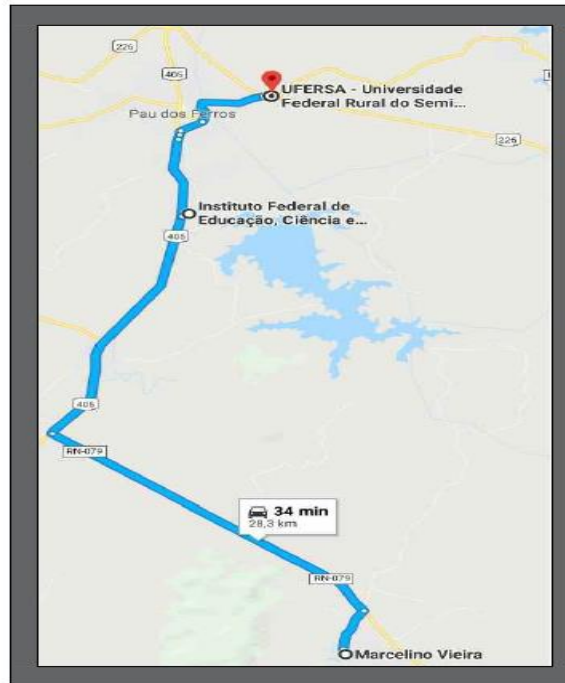 226
405
UFERSA - Universidade
Federal Rural do Semi...
Pau dos Ferros
226
Instituto Federal de
Educação, Ciência e...
405
405
RN-079
34 min
28,3 km
RN-079
Marcelino Vieira